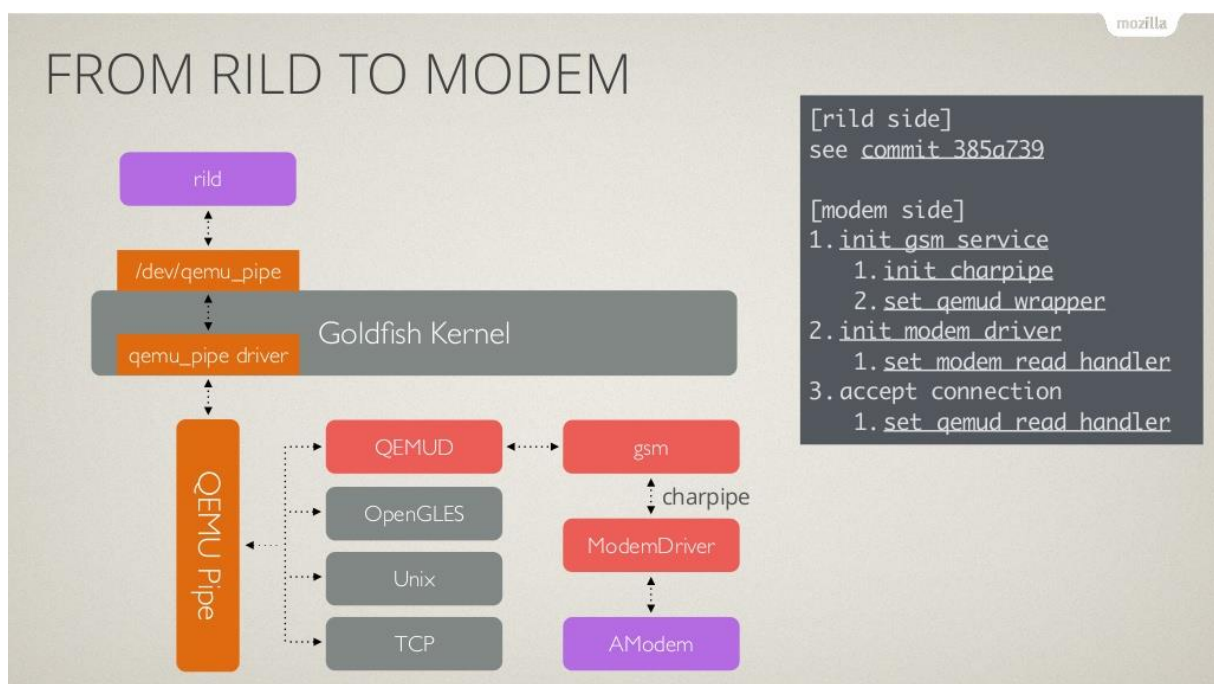 mozilla
FROM RILD TO MODEM
[rild side]
see commit 385a739
[modem side]
1.init gsm service
1.init charpipe
2.set qemud wrapper
2.init modem driver
1.set modem read handler
3.accept connection
1.set qemud read handler
rild
/dev/qemu_pipe
Goldfish Kernel
qemu_pipe driver
QEMU Pipe
QEMUD
gsm
OpenGLES
charpipe
ModemDriver
Unix
TCP
AModem